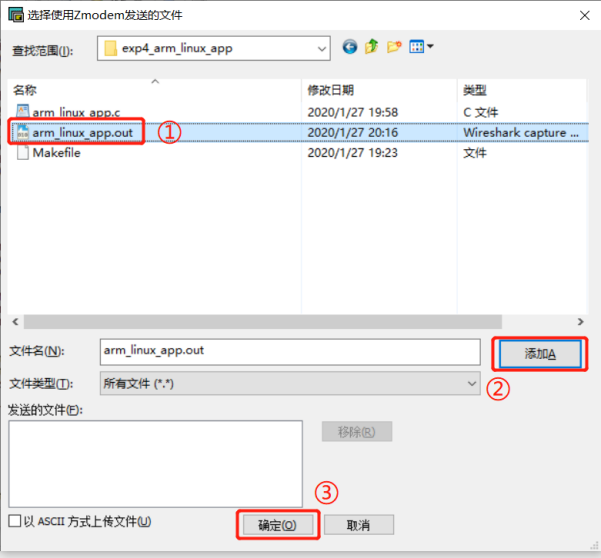 选择使用Zmodem发送的文件
查找范围(I): exp4_arm_linux_app
名称 修改日期 类型
arm_linux_app.c 2020/1/27 19:58 C 文件
arm_linux_app.out 2020/1/27 20:16 Wireshark capture ...
①
Makefile 2020/1/27 19:23 文件
文件名(N): arm_linux_app.out 添加A
文件类型(T): 所有文件 (*.*)
②
发送的文件(F):
移除(R)
③
以 ASCII 方式上传文件(U) 确定(O) 取消